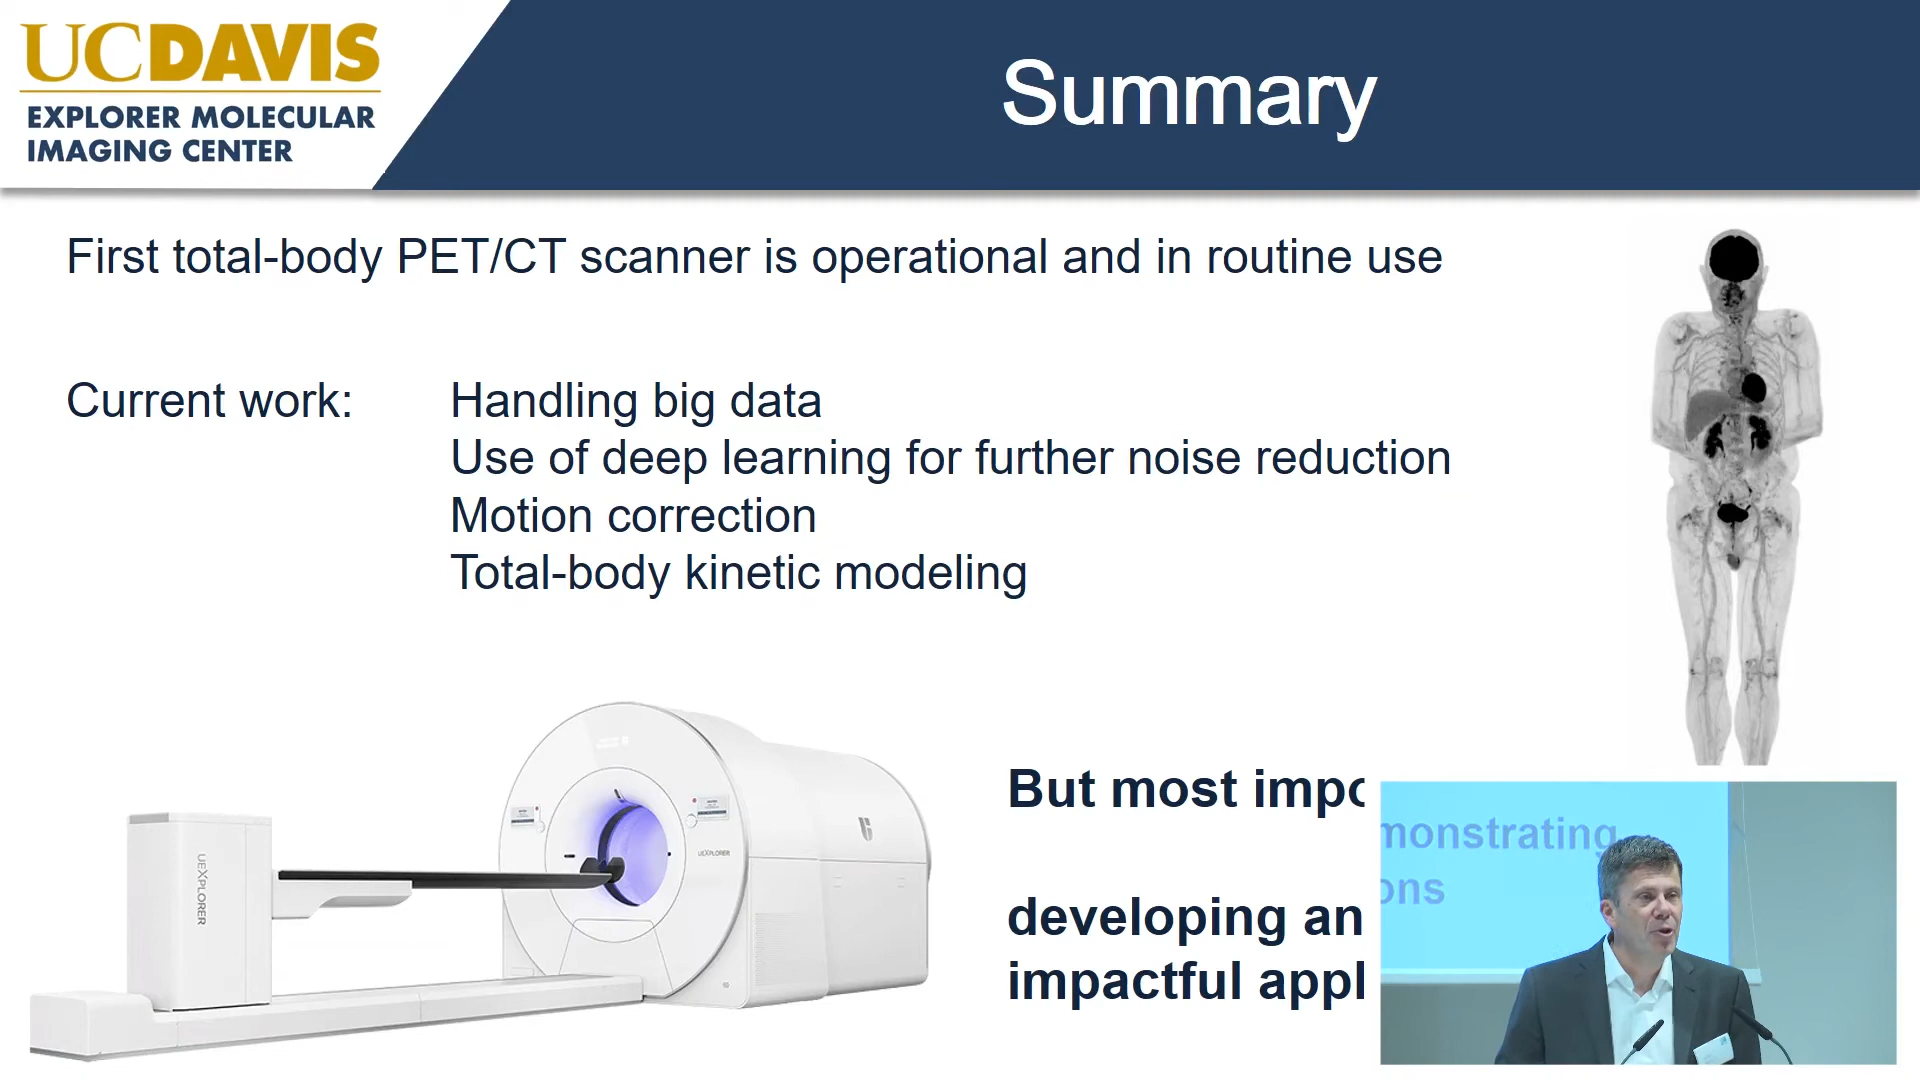 UCDAVIS
EXPLORER MOLECULAR
IMAGING CENTER
Summary
First total-body PET/CT scanner is operational and in routine use
Current work: Handling big data
Use of deep learning for further noise reduction
Motion correction
Total-body kinetic modeling
But most impo
developing an
impactful appl
monstrating
ons
UEXPLORER
UEXPLORER